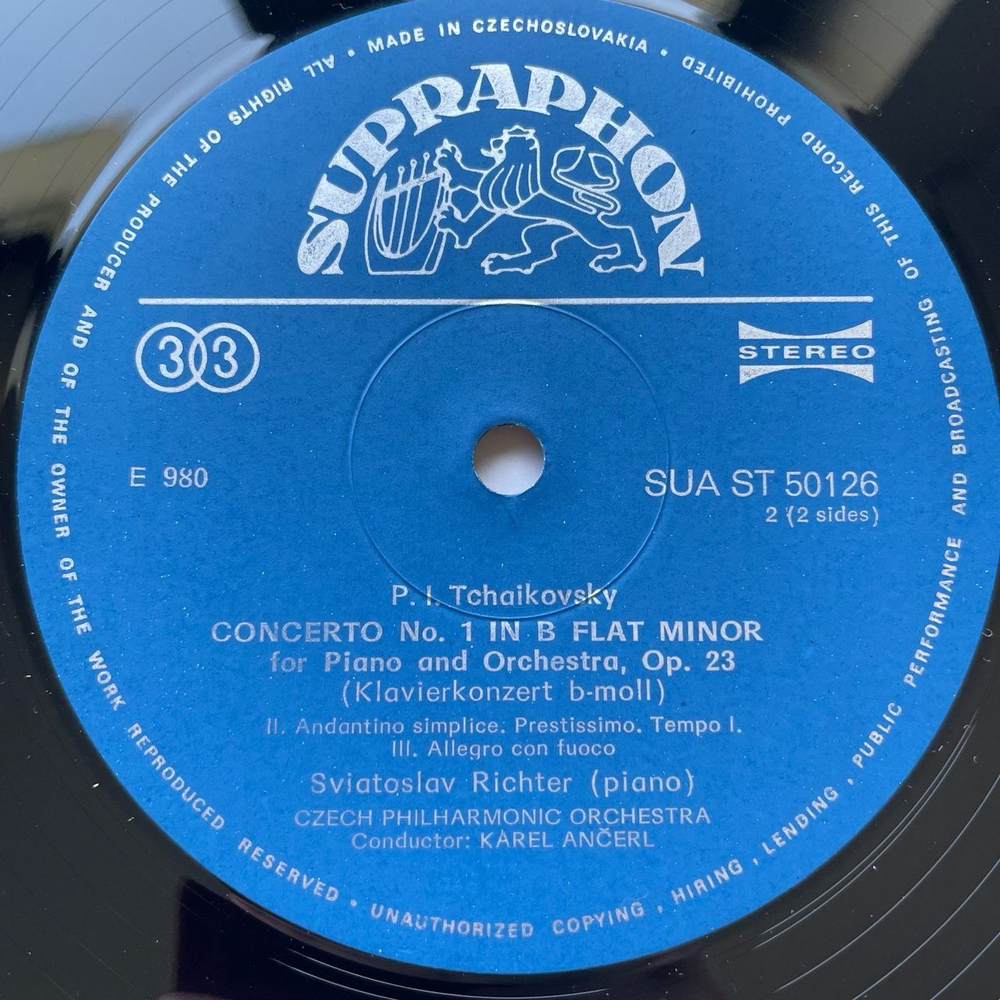 MADE IN CZECHOSLOVAKIA • ALL RIGHTS OF THE PRODUCER AND OF THE OWNER OF THE WORK REPRODUCED RESERVED • UNAUTHORIZED COPYING, HIRING, LENDING, PUBLIC PERFORMANCE AND BROADCASTING OF THIS RECORD PROHIBITED •
SUPRAPHON
33
STEREO
E 980
SUA ST 50126
2 (2 sides)
P. I. Tchaikovsky
CONCERTO No. 1 IN B FLAT MINOR
for Piano and Orchestra, Op. 23
(Klavierkonzert b-moll)
II. Andantino simplice. Prestissimo. Tempo I.
III. Allegro con fuoco
Sviatoslav Richter (piano)
CZECH PHILHARMONIC ORCHESTRA
Conductor: KAREL ANČERL